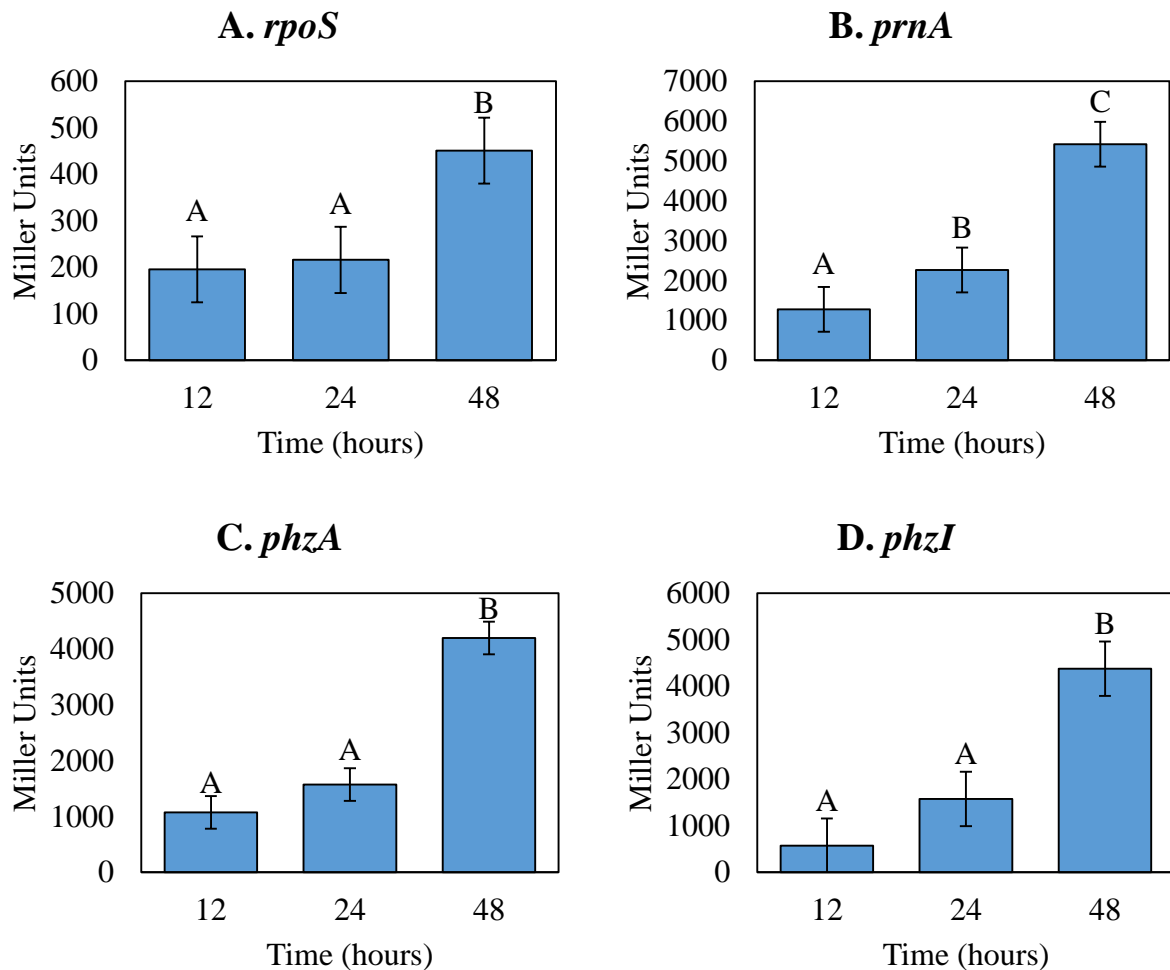 A. rpoS
600
500
400
300
200
100
0
Miller Units
A
A
B
12 24 48
Time (hours)
B. prnA
7000
6000
5000
4000
3000
2000
1000
0
Miller Units
A
B
C
12 24 48
Time (hours)
C. phzA
5000
4000
3000
2000
1000
0
Miller Units
A
A
B
12 24 48
Time (hours)
D. phzI
6000
5000
4000
3000
2000
1000
0
Miller Units
A
A
B
12 24 48
Time (hours)